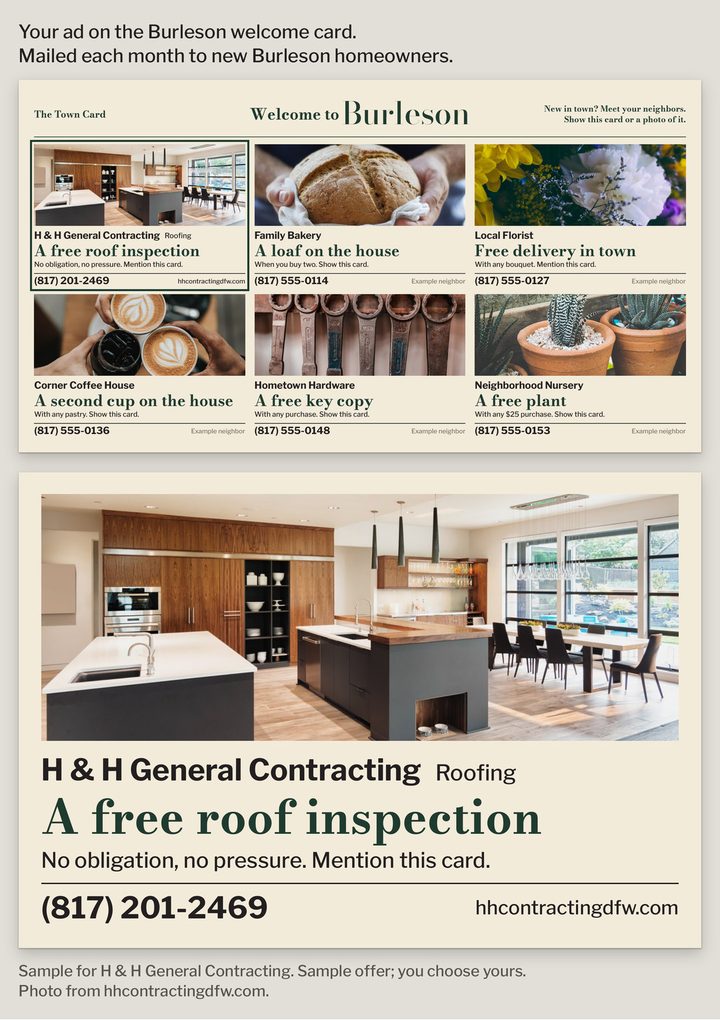 Your ad on the Burleson welcome card.
Mailed each month to new Burleson homeowners.
The Town Card
Welcome to Burleson
New in town? Meet your neighbors.
Show this card or a photo of it.
H & H General Contracting Roofing
A free roof inspection
No obligation, no pressure. Mention this card.
(817) 201-2469 hhcontractingdfw.com
Family Bakery
A loaf on the house
When you buy two. Show this card.
(817) 555-0114 Example neighbor
Local Florist
Free delivery in town
With any bouquet. Mention this card.
(817) 555-0127 Example neighbor
Corner Coffee House
A second cup on the house
With any pastry. Show this card.
(817) 555-0136 Example neighbor
Hometown Hardware
A free key copy
With any purchase. Show this card.
(817) 555-0148 Example neighbor
Neighborhood Nursery
A free plant
With any $25 purchase. Show this card.
(817) 555-0153 Example neighbor
H & H General Contracting Roofing
A free roof inspection
No obligation, no pressure. Mention this card.
(817) 201-2469 hhcontractingdfw.com
Sample for H & H General Contracting. Sample offer; you choose yours.
Photo from hhcontractingdfw.com.